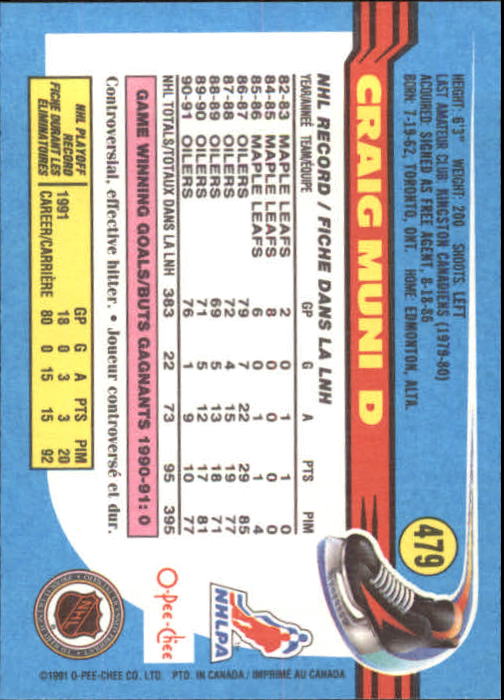 479
CRAIG MUNI D
HEIGHT: 6'3" WEIGHT: 200 SHOOTS: LEFT
LAST AMATEUR CLUB: KINGSTON CANADIENS (1979-80)
ACQUIRED: SIGNED AS FREE AGENT, 8-18-86
BORN: 7-19-62, TORONTO, ONT. HOME: EDMONTON, ALTA.
NHL RECORD / FICHE DANS LA LNH
YEAR/ANNÉE TEAM/ÉQUIPE GP G A PTS PIM
82-83 MAPLE LEAFS 2 0 1 1 0
84-85 MAPLE LEAFS 8 0 0 0 0
85-86 MAPLE LEAFS 6 0 1 1 4
86-87 OILERS 79 7 22 29 85
87-88 OILERS 72 4 15 19 77
88-89 OILERS 69 5 13 18 71
89-90 OILERS 71 5 12 17 81
90-91 OILERS 76 1 9 10 77
NHL TOTALS/TOTAUX DANS LA LNH 383 22 73 95 395
GAME WINNING GOALS/BUTS GAGNANTS 1990-91: 0
Controversial, effective hitter. • Joueur controversé et dur.
NHL PLAYOFF RECORD
FICHE DURANT LES ÉLIMINATOIRES
GP G A PTS PIM
1991 18 0 3 3 20
CAREER/CARRIÈRE 80 0 15 15 92
NHLPA
O-pee-chee
NHL
©1991 O-PEE-CHEE CO. LTD. PTD. IN CANADA / IMPRIMÉ AU CANADA